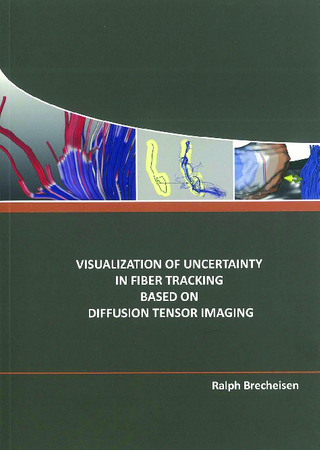 VISUALIZATION OF UNCERTAINTY
IN FIBER TRACKING
BASED ON
DIFFUSION TENSOR IMAGING
Ralph Brecheisen